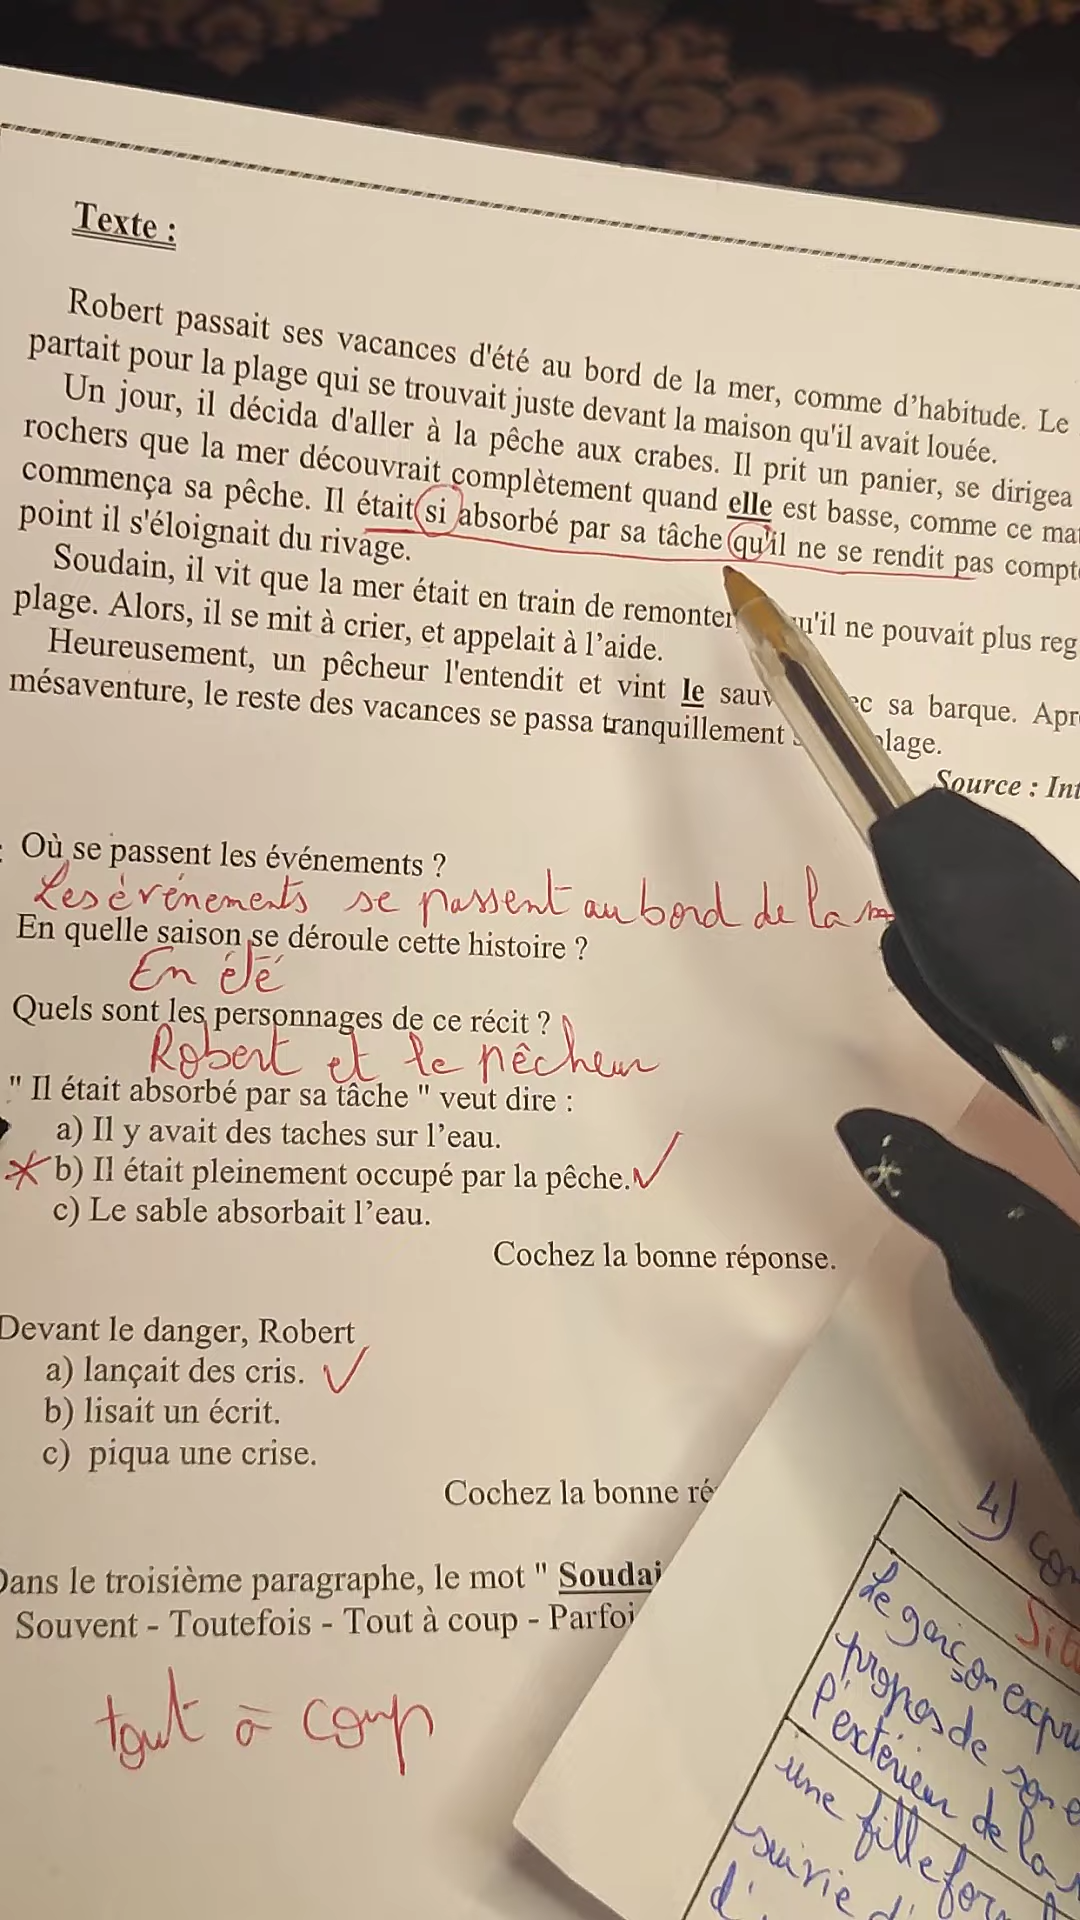 Texte :
Robert passait ses vacances d'été au bord de la mer, comme d’habitude. Le
partait pour la plage qui se trouvait juste devant la maison qu'il avait louée.
Un jour, il décida d'aller à la pêche aux crabes. Il prit un panier, se dirigea
rochers que la mer découvrait complètement quand elle est basse, comme ce
commença sa pêche. Il était si absorbé par sa tâche qu'il ne se rendit pas
point il s'éloignait du rivage.
Soudain, il vit que la mer était en train de remonter qu'il ne pouvait plus
plage. Alors, il se mit à crier, et appelait à l’aide.
Heureusement, un pêcheur l'entendit et vint le sa barque.
mésaventure, le reste des vacances se passa tranquillement
Source :
Où se passent les événements ?
Les événements se passent au bord de la
En quelle saison se déroule cette histoire ?
En été
Quels sont les personnages de ce récit ?
Robert et le pêcheur
" Il était absorbé par sa tâche " veut dire :
a) Il y avait des taches sur l’eau.
b) Il était pleinement occupé par la pêche.
c) Le sable absorbait l’eau.
Cochez la bonne réponse.
Devant le danger, Robert
a) lançait des cris.
b) lisait un écrit.
c) piqua une crise.
Cochez la bonne
Dans le troisième paragraphe, le mot "
Souvent - Toutefois - Tout à coup -
tout à coup
4)
Le garçon
propos de son
l'extérieur de la
une fille
suivie